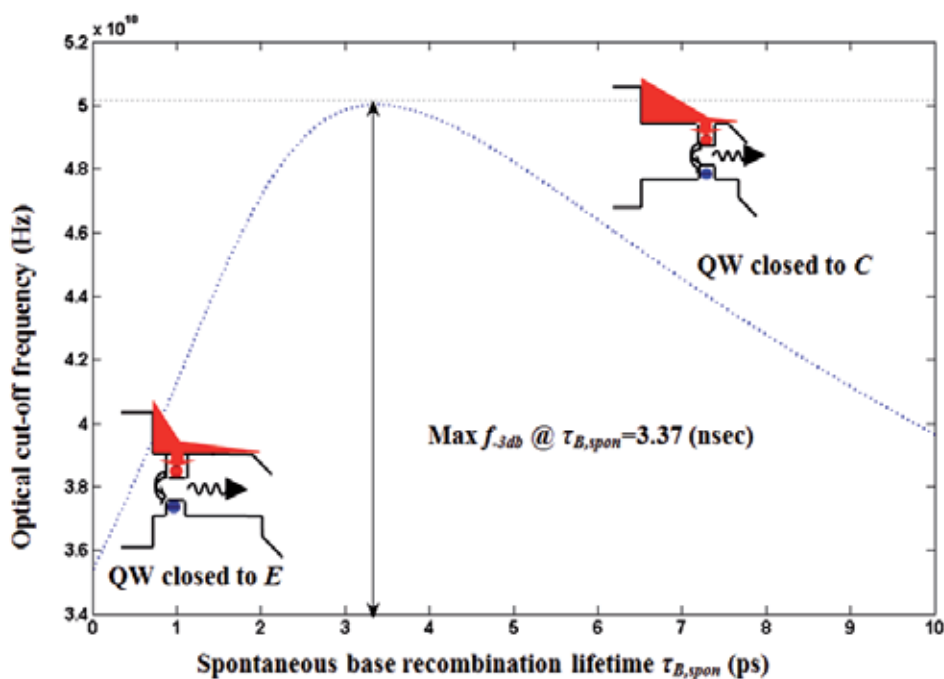 × 10¹⁰
5.2
5
4.8
4.6
4.4
4.2
4
3.8
3.6
3.4
Optical cut-off frequency (Hz)
QW closed to C
Max f-3db @ τB,spon=3.37 (nsec)
QW closed to E
0 1 2 3 4 5 6 7 8 9 10
Spontaneous base recombination lifetime τB,spon (ps)